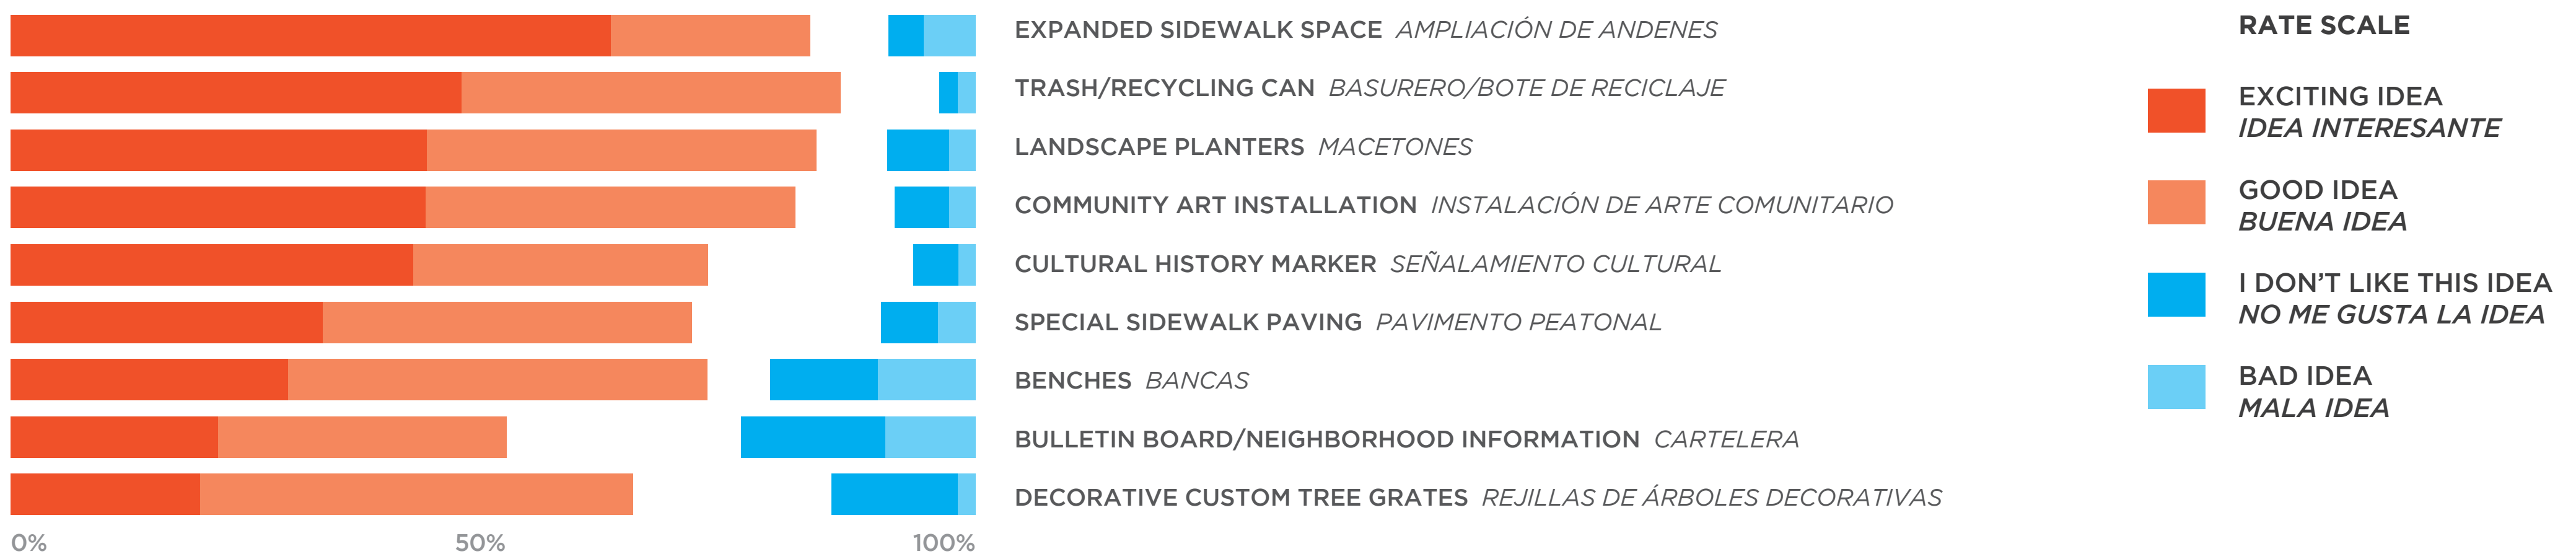 EXPANDED SIDEWALK SPACE AMPLIACIÓN DE ANDENES
TRASH/RECYCLING CAN BASURERO/BOTE DE RECICLAJE
LANDSCAPE PLANTERS MACETONES
COMMUNITY ART INSTALLATION INSTALACIÓN DE ARTE COMUNITARIO
CULTURAL HISTORY MARKER SEÑALAMIENTO CULTURAL
SPECIAL SIDEWALK PAVING PAVIMENTO PEATONAL
BENCHES BANCAS
BULLETIN BOARD/NEIGHBORHOOD INFORMATION CARTELERA
DECORATIVE CUSTOM TREE GRATES REJILLAS DE ÁRBOLES DECORATIVAS
0% 50% 100%
RATE SCALE
EXCITING IDEA
IDEA INTERESANTE
GOOD IDEA
BUENA IDEA
I DON'T LIKE THIS IDEA
NO ME GUSTA LA IDEA
BAD IDEA
MALA IDEA